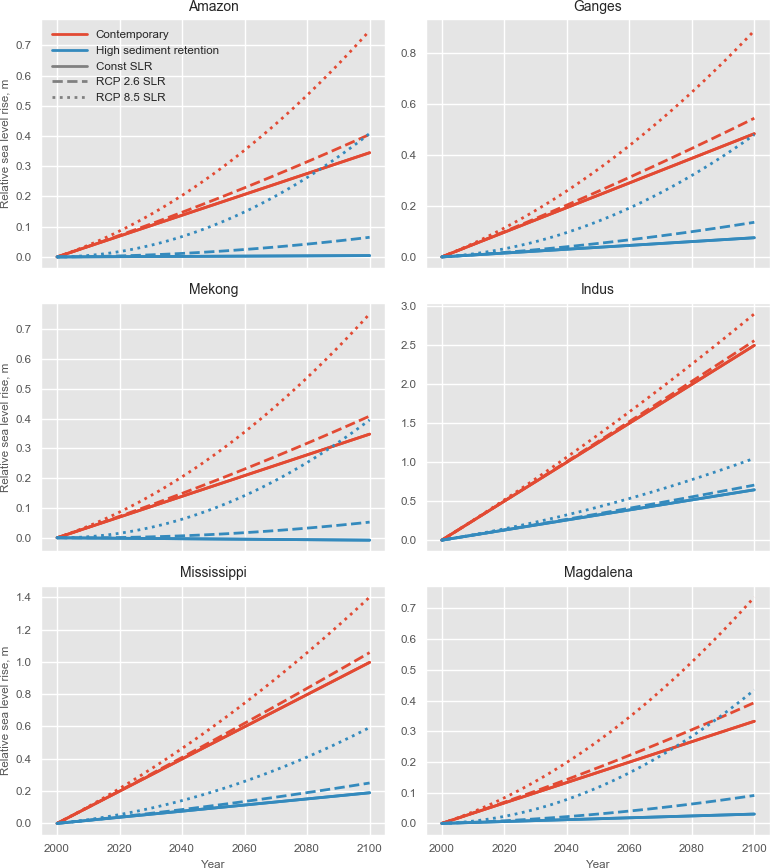 Amazon
Ganges
Relative sea level rise, m
0.7
0.6
0.5
0.4
0.3
0.2
0.1
0.0
Contemporary
High sediment retention
Const SLR
RCP 2.6 SLR
RCP 8.5 SLR
0.8
0.6
0.4
0.2
0.0
Mekong
Indus
Relative sea level rise, m
0.7
0.6
0.5
0.4
0.3
0.2
0.1
0.0
3.0
2.5
2.0
1.5
1.0
0.5
0.0
Mississippi
Magdalena
Relative sea level rise, m
1.4
1.2
1.0
0.8
0.6
0.4
0.2
0.0
2000 2020 2040 2060 2080 2100
Year
0.7
0.6
0.5
0.4
0.3
0.2
0.1
0.0
2000 2020 2040 2060 2080 2100
Year